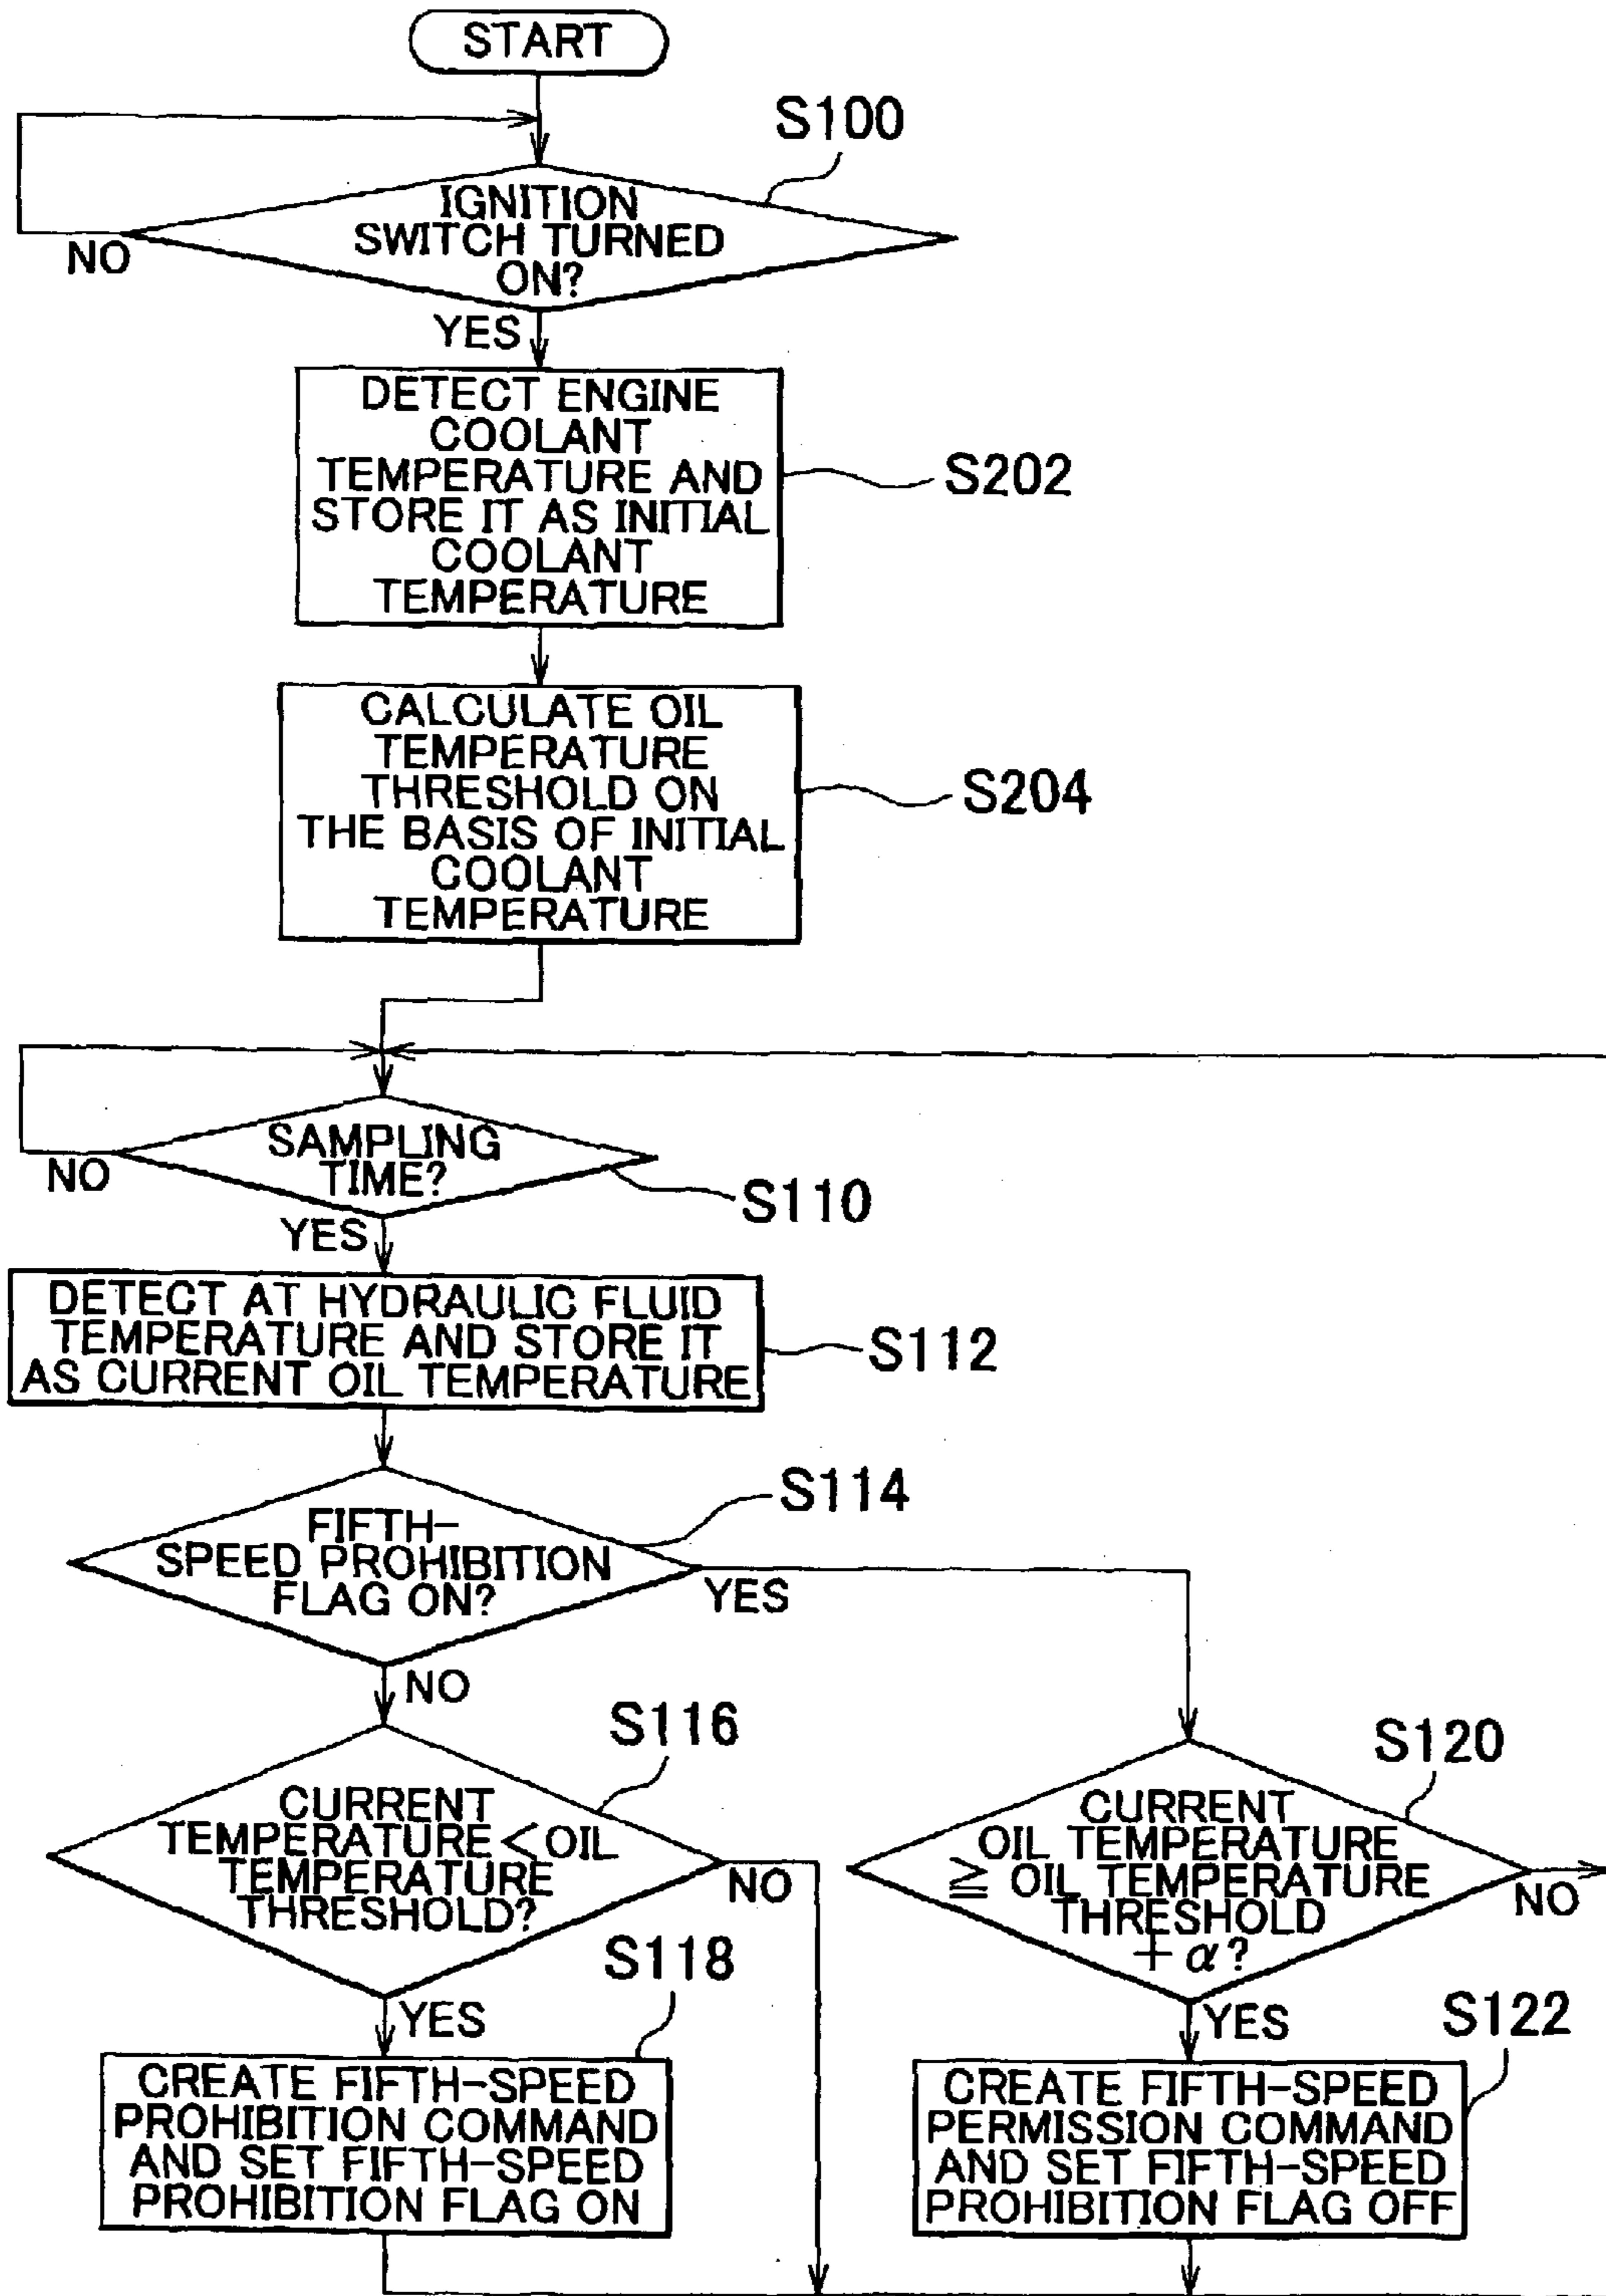 START
S100
IGNITION
SWITCH TURNED
ON?
NO
YES
DETECT ENGINE
COOLANT
TEMPERATURE AND
STORE IT AS INITIAL
COOLANT
TEMPERATURE
S202
CALCULATE OIL
TEMPERATURE
THRESHOLD ON
THE BASIS OF INITIAL
COOLANT
TEMPERATURE
S204
SAMPLING
TIME?
NO
S110
YES
DETECT AT HYDRAULIC FLUID
TEMPERATURE AND STORE IT
AS CURRENT OIL TEMPERATURE
S112
S114
FIFTH-
SPEED PROHIBITION
FLAG ON?
YES
NO
S116
CURRENT
TEMPERATURE < OIL
TEMPERATURE
THRESHOLD?
NO
S120
CURRENT
OIL TEMPERATURE
≧ OIL TEMPERATURE
THRESHOLD
+ α?
NO
S118
YES
CREATE FIFTH-SPEED
PROHIBITION COMMAND
AND SET FIFTH-SPEED
PROHIBITION FLAG ON
YES
S122
CREATE FIFTH-SPEED
PERMISSION COMMAND
AND SET FIFTH-SPEED
PROHIBITION FLAG OFF